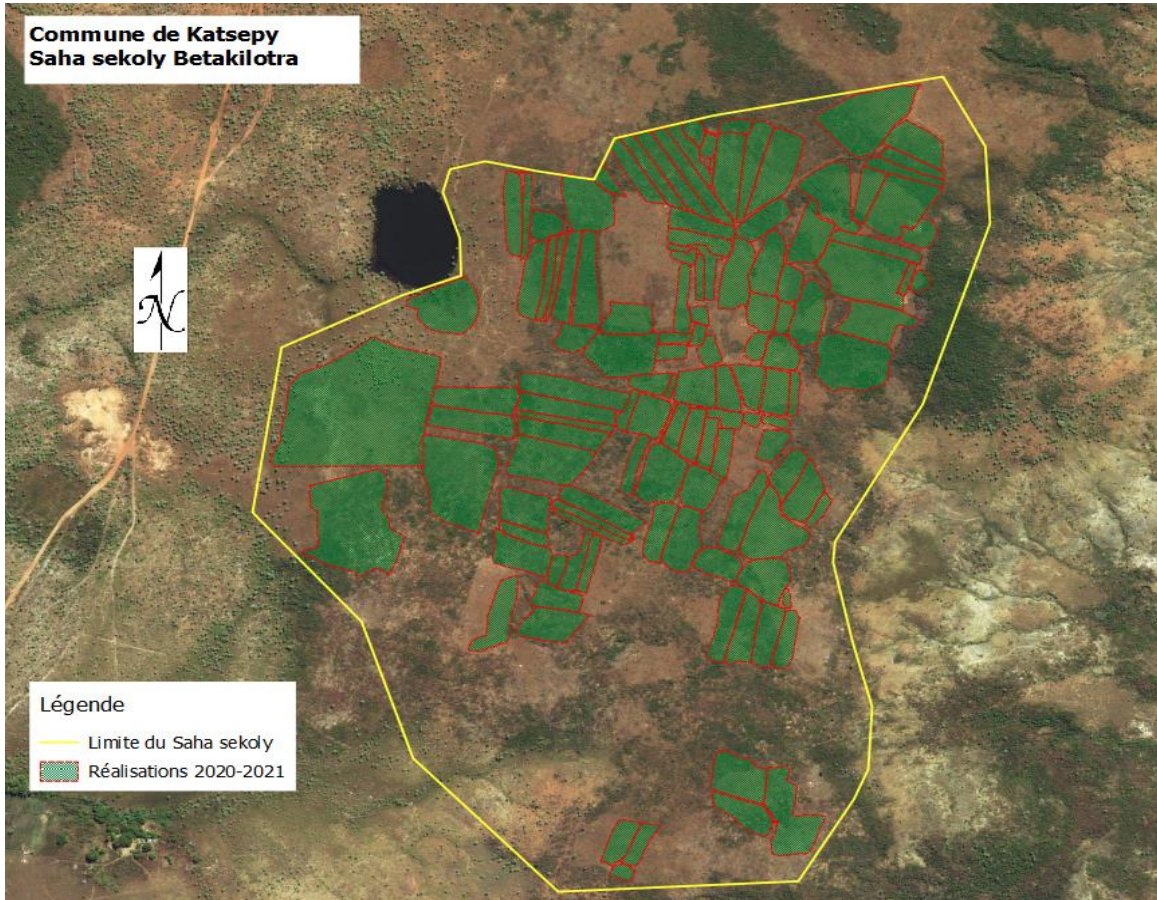 Commune de Katsepy
Saha sekoly Betakilotra
N
Légende
Limite du Saha sekoly
Réalisations 2020-2021